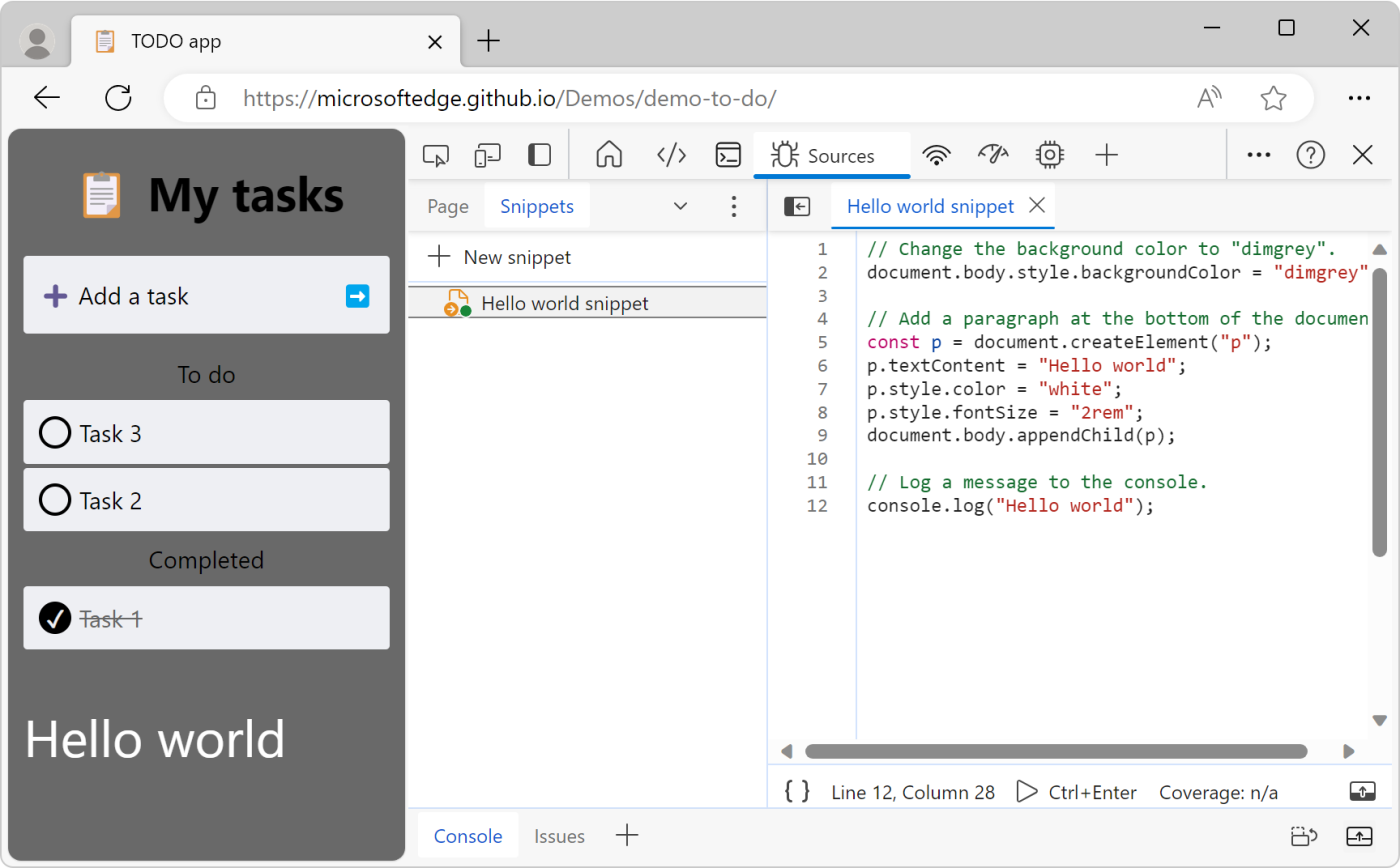 TODO app
https://microsoftedge.github.io/Demos/demo-to-do/
My tasks
Add a task
To do
Task 3
Task 2
Completed
Task 1
Hello world
Sources
Page
Snippets
New snippet
Hello world snippet
Hello world snippet
1 // Change the background color to "dimgrey".
2 document.body.style.backgroundColor = "dimgrey"
3
4 // Add a paragraph at the bottom of the documen
5 const p = document.createElement("p");
6 p.textContent = "Hello world";
7 p.style.color = "white";
8 p.style.fontSize = "2rem";
9 document.body.appendChild(p);
10
11 // Log a message to the console.
12 console.log("Hello world");
{ } Line 12, Column 28 Ctrl+Enter Coverage: n/a
Console Issues